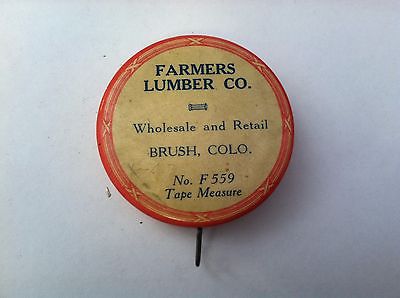 FARMERS
LUMBER CO.
Wholesale and Retail
BRUSH, COLO.
No. F 559
Tape Measure